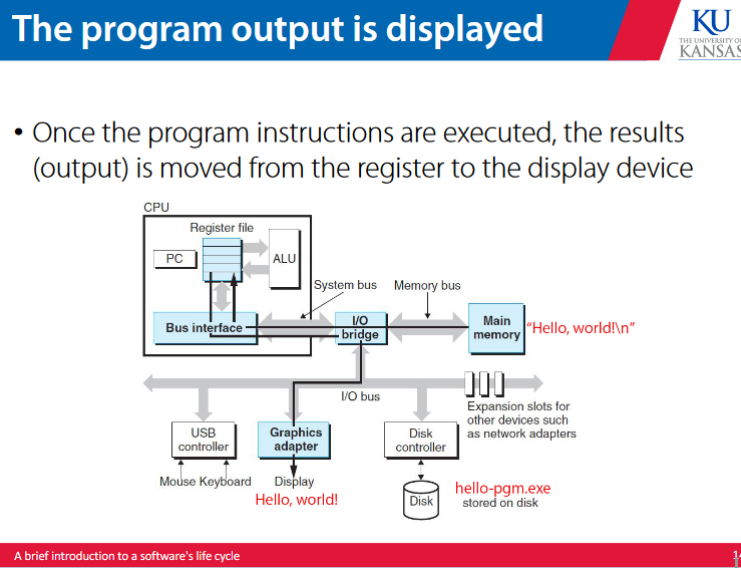 The program output is displayed
KU
THE UNIVERSITY OF
KANSAS
• Once the program instructions are executed, the results
(output) is moved from the register to the display device
CPU
Register file
PC
ALU
System bus
Memory bus
Bus interface
I/O
bridge
Main
memory
"Hello, world!\n"
I/O bus
Expansion slots for
other devices such
as network adapters
USB
controller
Graphics
adapter
Disk
controller
Mouse Keyboard
Display
Hello, world!
Disk
hello-pgm.exe
stored on disk
A brief introduction to a software's life cycle